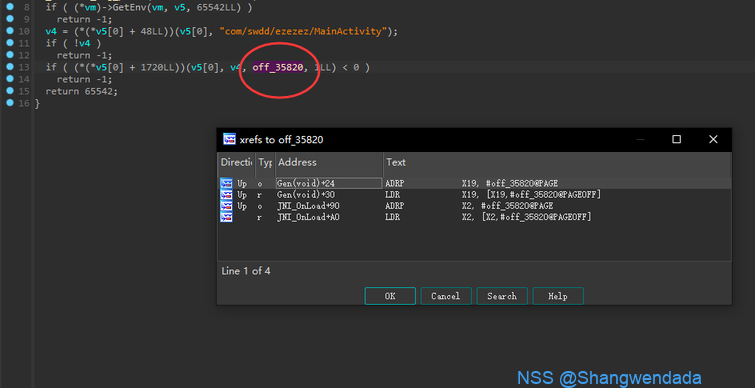 8 if ( (*vm)->GetEnv(vm, v5, 65542LL) )
9 return -1;
10 v4 = (*(*v5[0] + 48LL))(v5[0], "com/swdd/ezezez/MainActivity");
11 if ( !v4 )
12 return -1;
13 if ( (*(*v5[0] + 1720LL))(v5[0], v4, off_35820, 1LL) < 0 )
14 return -1;
15 return 65542;
16 }
xrefs to off_35820
Directio Typ Address Text
Up o Gen(void)+24 ADRP X19, #off_35820@PAGE
Up r Gen(void)+30 LDR X19, [X19,#off_35820@PAGEOFF]
Up o JNI_OnLoad+90 ADRP X2, #off_35820@PAGE
r JNI_OnLoad+A0 LDR X2, [X2,#off_35820@PAGEOFF]
Line 1 of 4
OK Cancel Search Help
NSS @Shangwendada